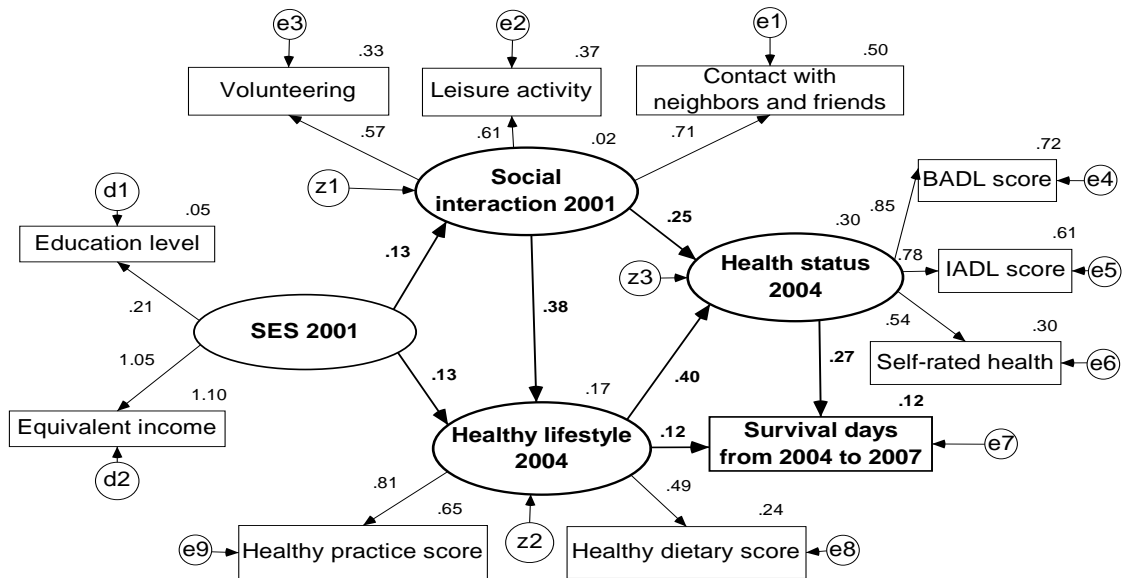 e3
e2
e1
.33
.37
.50
Volunteering
Leisure activity
Contact with
neighbors and friends
.57
.61
.02
.71
.72
d1
z1
Social
interaction 2001
BADL score
e4
.05
.85
Education level
.30
.61
.13
.25
.78
z3
Health status
2004
IADL score
e5
.21
SES 2001
.38
.54
.30
1.05
.13
.40
.27
Self-rated health
e6
1.10
.17
.12
Equivalent income
Healthy lifestyle
2004
.12
Survival days
from 2004 to 2007
e7
d2
.81
.49
.65
.24
e9
Healthy practice score
z2
Healthy dietary score
e8